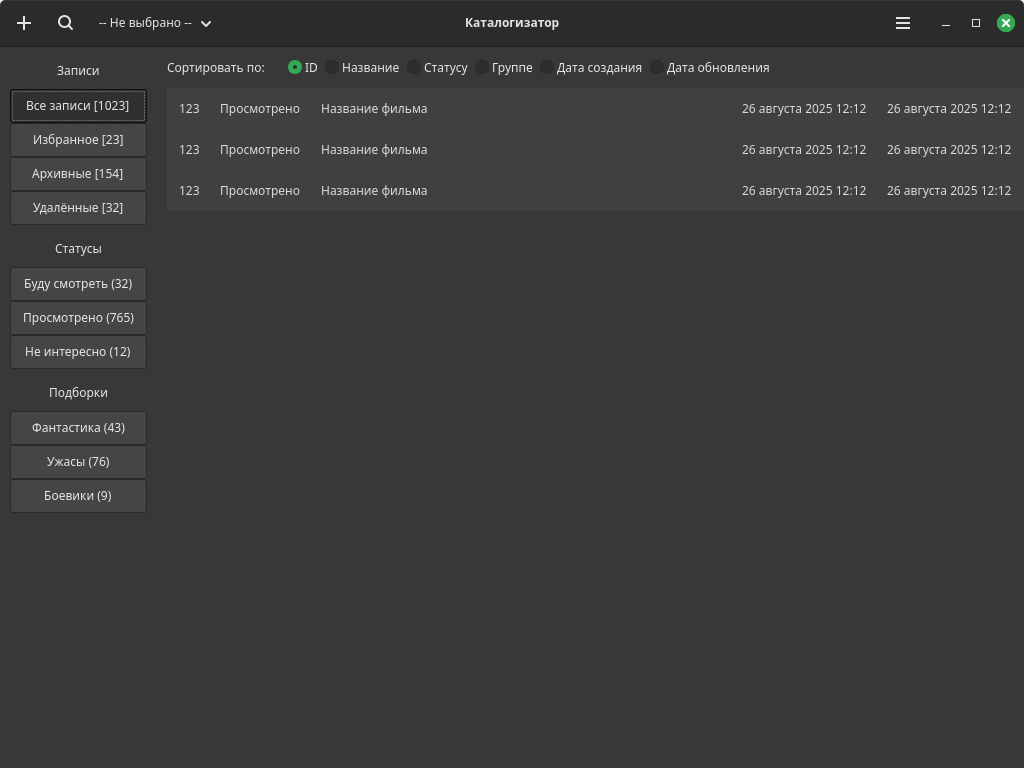 -- Не выбрано --
Каталогизатор
Записи
Все записи [1023]
Избранное [23]
Архивные [154]
Удалённые [32]
Статусы
Буду смотреть (32)
Просмотрено (765)
Не интересно (12)
Подборки
Фантастика (43)
Ужасы (76)
Боевики (9)
Сортировать по: ID Название Статусу Группе Дата создания Дата обновления
123 Просмотрено Название фильма 26 августа 2025 12:12 26 августа 2025 12:12
123 Просмотрено Название фильма 26 августа 2025 12:12 26 августа 2025 12:12
123 Просмотрено Название фильма 26 августа 2025 12:12 26 августа 2025 12:12